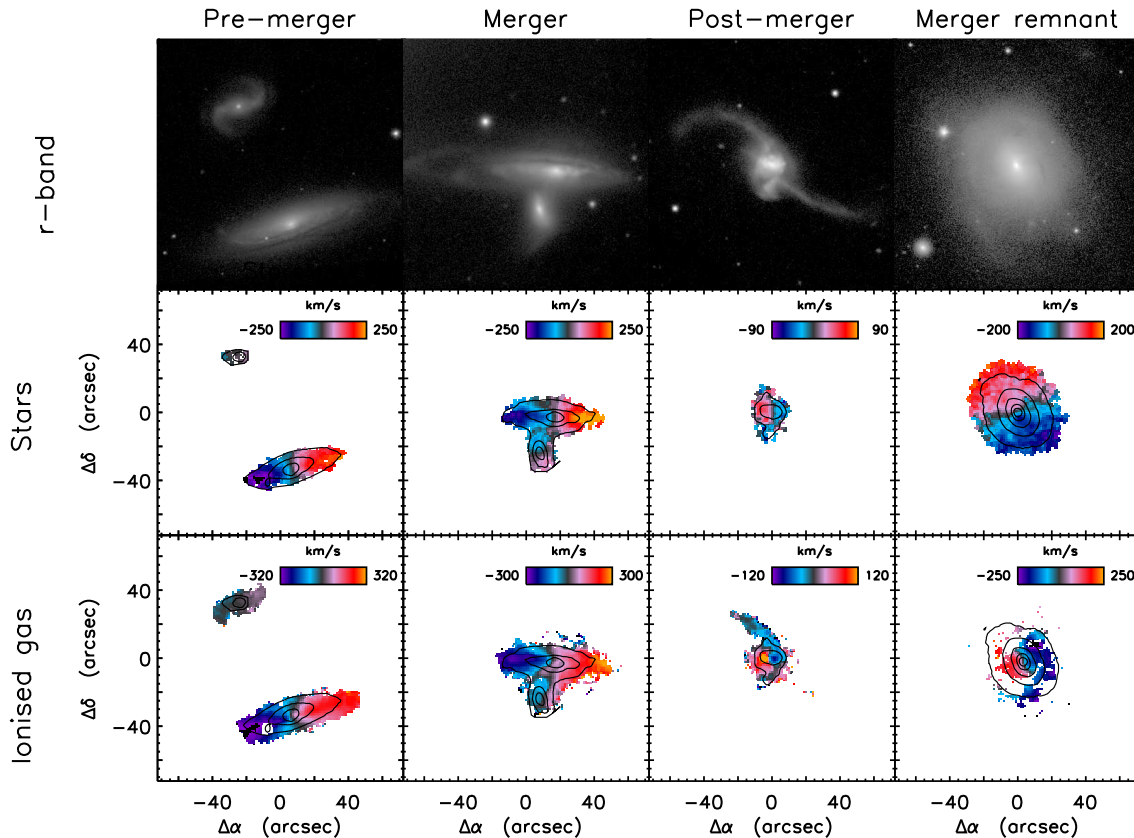 Pre-merger Merger Post-merger Merger remnant
r-band
Stars
Δδ (arcsec)
40
0
-40
km/s
-250 250
km/s
-250 250
km/s
-90 90
km/s
-200 200
Ionised gas
Δδ (arcsec)
40
0
-40
km/s
-320 320
km/s
-300 300
km/s
-120 120
km/s
-250 250
-40 0 40
-40 0 40
-40 0 40
-40 0 40
Δα (arcsec)
Δα (arcsec)
Δα (arcsec)
Δα (arcsec)